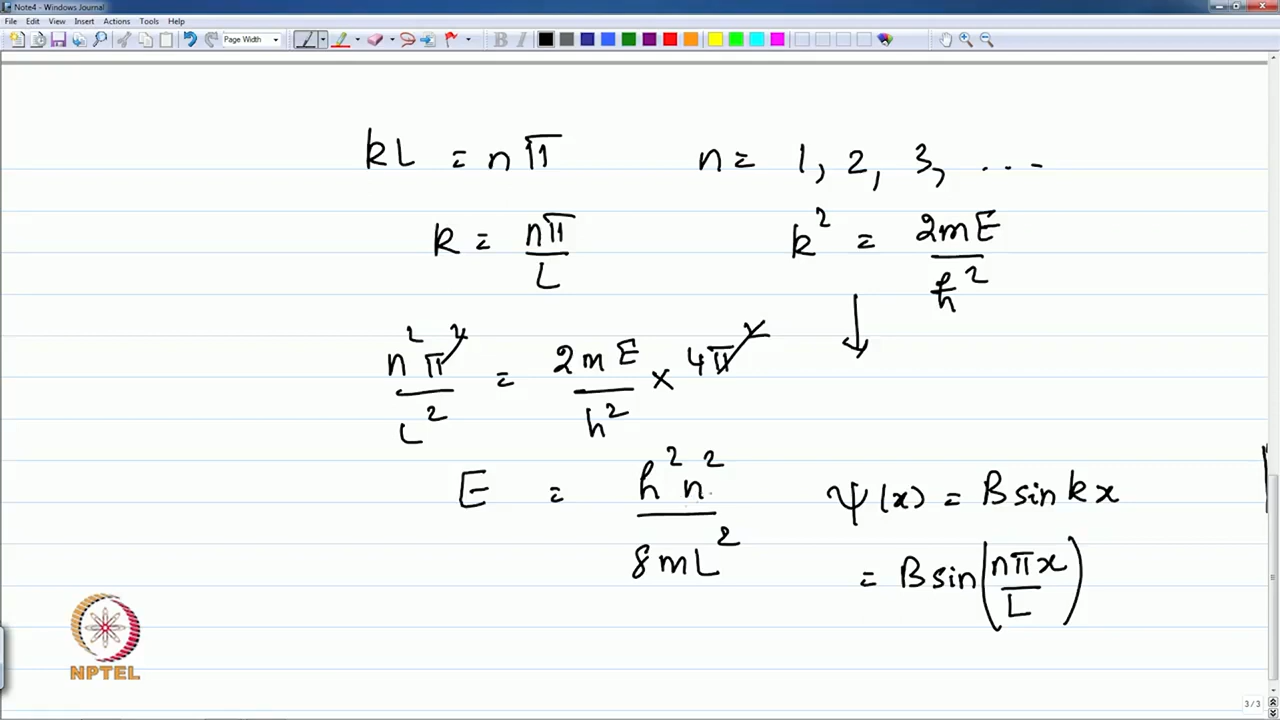 Note4 - Windows Journal
File Edit View Insert Actions Tools Help
Page Width
kL = nπ n = 1, 2, 3, ....
k = nπ/L k² = 2mE/ħ²
n²π²/L² = 2mE/h² × 4π²
E = h²n²/8mL² ψ(x) = B sin kx
= B sin(nπx/L)
NPTEL
3/3